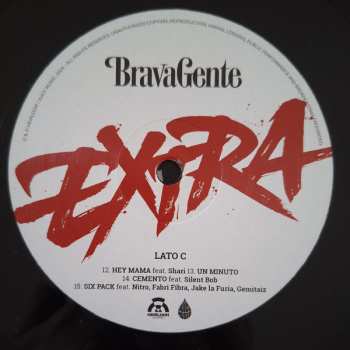 BravaGente
EXTRA
LATO C
12. HEY MAMA feat. Shari 13. UN MINUTO
14. CEMENTO feat. Silent Bob
15. SIX PACK feat. Nitro, Fabri Fibra, Jake la Furia, Gemitaiz